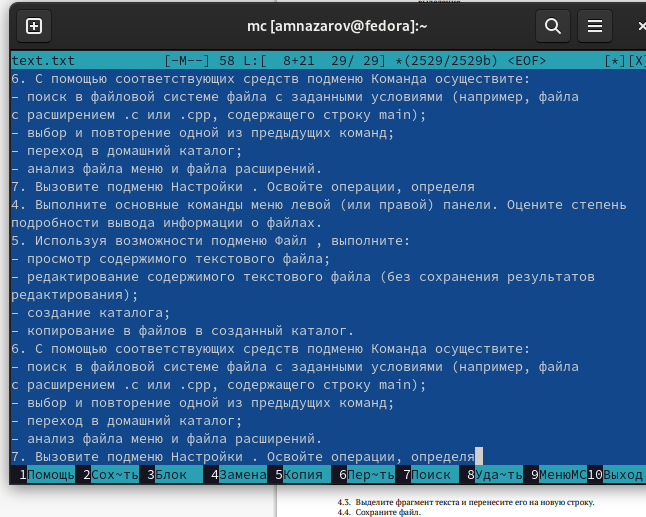 mc [amnazarov@fedora]:~
text.txt [-M--] 58 L:[ 8+21 29/ 29] *(2529/2529b) <EOF> [*][X]
6. С помощью соответствующих средств подменю Команда осуществите:
– поиск в файловой системе файла с заданными условиями (например, файла
с расширением .c или .cpp, содержащего строку main);
– выбор и повторение одной из предыдущих команд;
– переход в домашний каталог;
– анализ файла меню и файла расширений.
7. Вызовите подменю Настройки . Освойте операции, определя
4. Выполните основные команды меню левой (или правой) панели. Оцените степень
подробности вывода информации о файлах.
5. Используя возможности подменю Файл , выполните:
– просмотр содержимого текстового файла;
– редактирование содержимого текстового файла (без сохранения результатов
редактирования);
– создание каталога;
– копирование в файлов в созданный каталог.
6. С помощью соответствующих средств подменю Команда осуществите:
– поиск в файловой системе файла с заданными условиями (например, файла
с расширением .c или .cpp, содержащего строку main);
– выбор и повторение одной из предыдущих команд;
– переход в домашний каталог;
– анализ файла меню и файла расширений.
7. Вызовите подменю Настройки . Освойте операции, определя
1Помощь 2Сох~ть 3Блок 4Замена 5Копия 6Пер~ть 7Поиск 8Уда~ть 9МенюМС 10Выход
4.3. Выделите фрагмент текста и перенесите его на новую строку.
4.4. Сохраните файл.